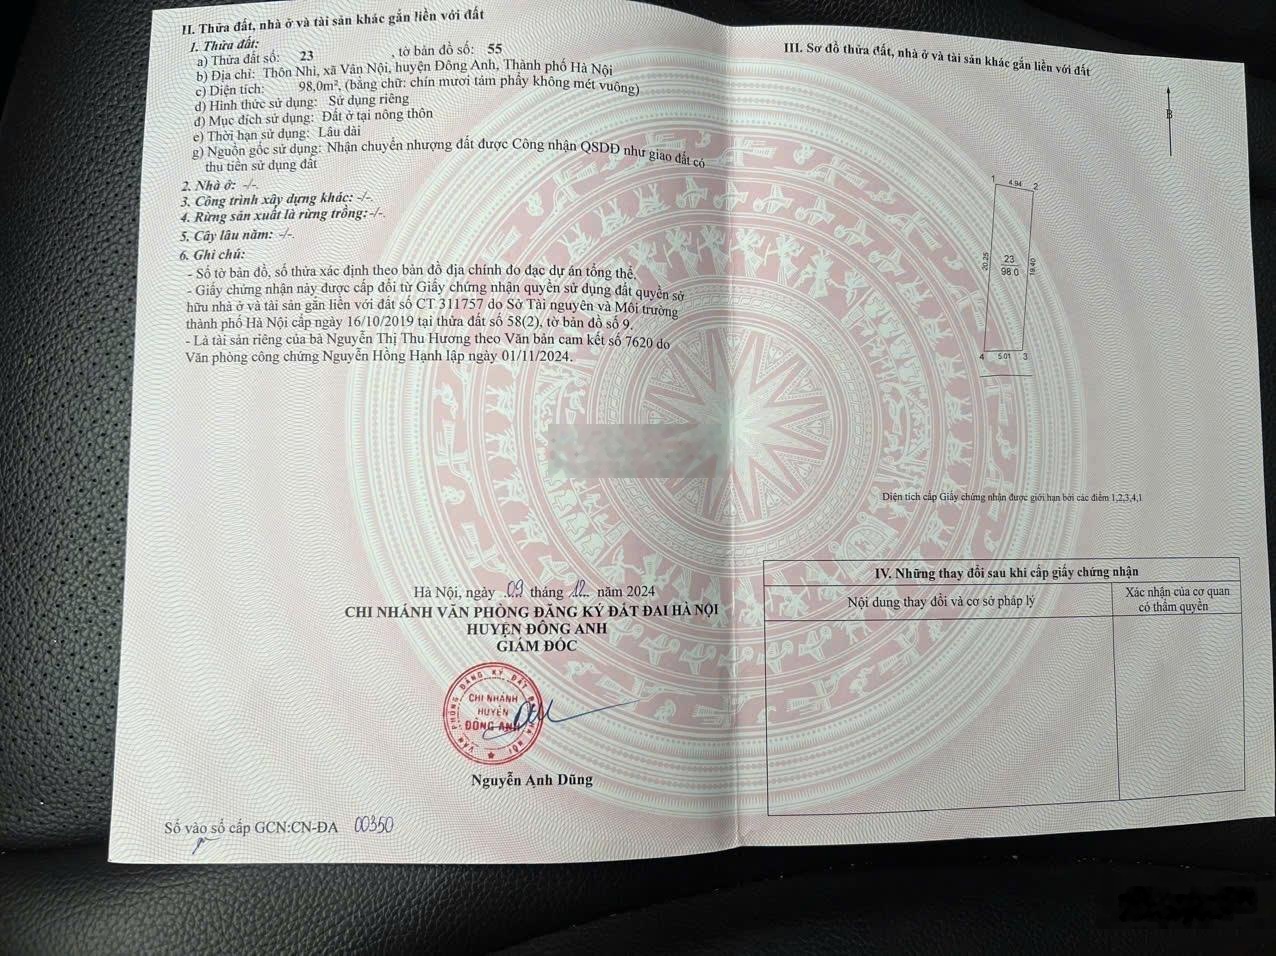 II. Thửa đất, nhà ở và tài sản khác gắn liền với đất
1. Thửa đất:
a) Thửa đất số: 23 , tờ bản đồ số: 55
b) Địa chỉ: Thôn Nhì, xã Vân Nội, huyện Đông Anh, Thành phố Hà Nội
c) Diện tích: 98,0m², (bằng chữ: chín mươi tám phẩy không mét vuông)
d) Hình thức sử dụng: Sử dụng riêng
đ) Mục đích sử dụng: Đất ở tại nông thôn
e) Thời hạn sử dụng: Lâu dài
g) Nguồn gốc sử dụng: Nhận chuyển nhượng đất được Công nhận QSDĐ như giao đất có
thu tiền sử dụng đất
2. Nhà ở: -/-.
3. Công trình xây dựng khác: -/-.
4. Rừng sản xuất là rừng trồng:-/-.
5. Cây lâu năm: -/-.
6. Ghi chú:
- Số tờ bản đồ, số thửa xác định theo bản đồ địa chính đo đạc dự án tổng thể.
- Giấy chứng nhận này được cấp đổi từ Giấy chứng nhận quyền sử dụng đất quyền sở
hữu nhà ở và tài sản gắn liền với đất số CT 311757 do Sở Tài nguyên và Môi trường
thành phố Hà Nội cấp ngày 16/10/2019 tại thửa đất số 58(2), tờ bản đồ số 9.
- Là tài sản riêng của bà Nguyễn Thị Thu Hương theo Văn bản cam kết số 7620 do
Văn phòng công chứng Nguyễn Hồng Hạnh lập ngày 01/11/2024.
Hà Nội, ngày 09 tháng 12 năm 2024
CHI NHÁNH VĂN PHÒNG ĐĂNG KÝ ĐẤT ĐAI HÀ NỘI
HUYỆN ĐÔNG ANH
GIÁM ĐỐC
VĂN PHÒNG ĐĂNG KÝ ĐẤT ĐAI HÀ NỘI
CHI NHÁNH
HUYỆN
ĐÔNG ANH
Nguyễn Anh Dũng
Số vào sổ cấp GCN:CN-ĐA 00350
III. Sơ đồ thửa đất, nhà ở và tài sản khác gắn liền với đất
B
1 4.94 2
20.25 23 19.40
98.0
4 5.01 3
Diện tích cấp Giấy chứng nhận được giới hạn bởi các điểm 1,2,3,4,1
IV. Những thay đổi sau khi cấp giấy chứng nhận
Nội dung thay đổi và cơ sở pháp lý
Xác nhận của cơ quan
có thẩm quyền